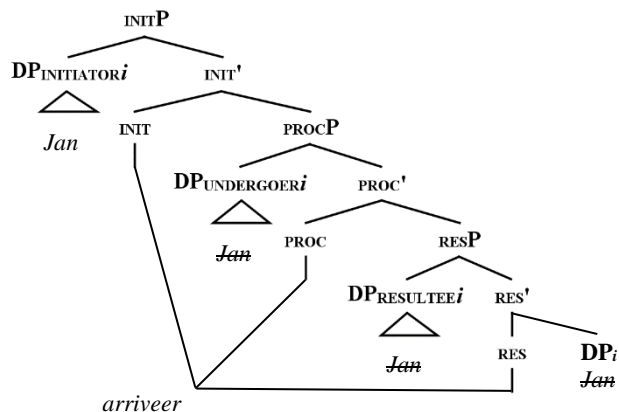 INITP
DPINITIATORi INIT'
Jan INIT PROCP
DPUNDERGOERi PROC'
Jan PROC RESP
DPRESULTEEi RES'
Jan RES DPi
Jan
arriveer